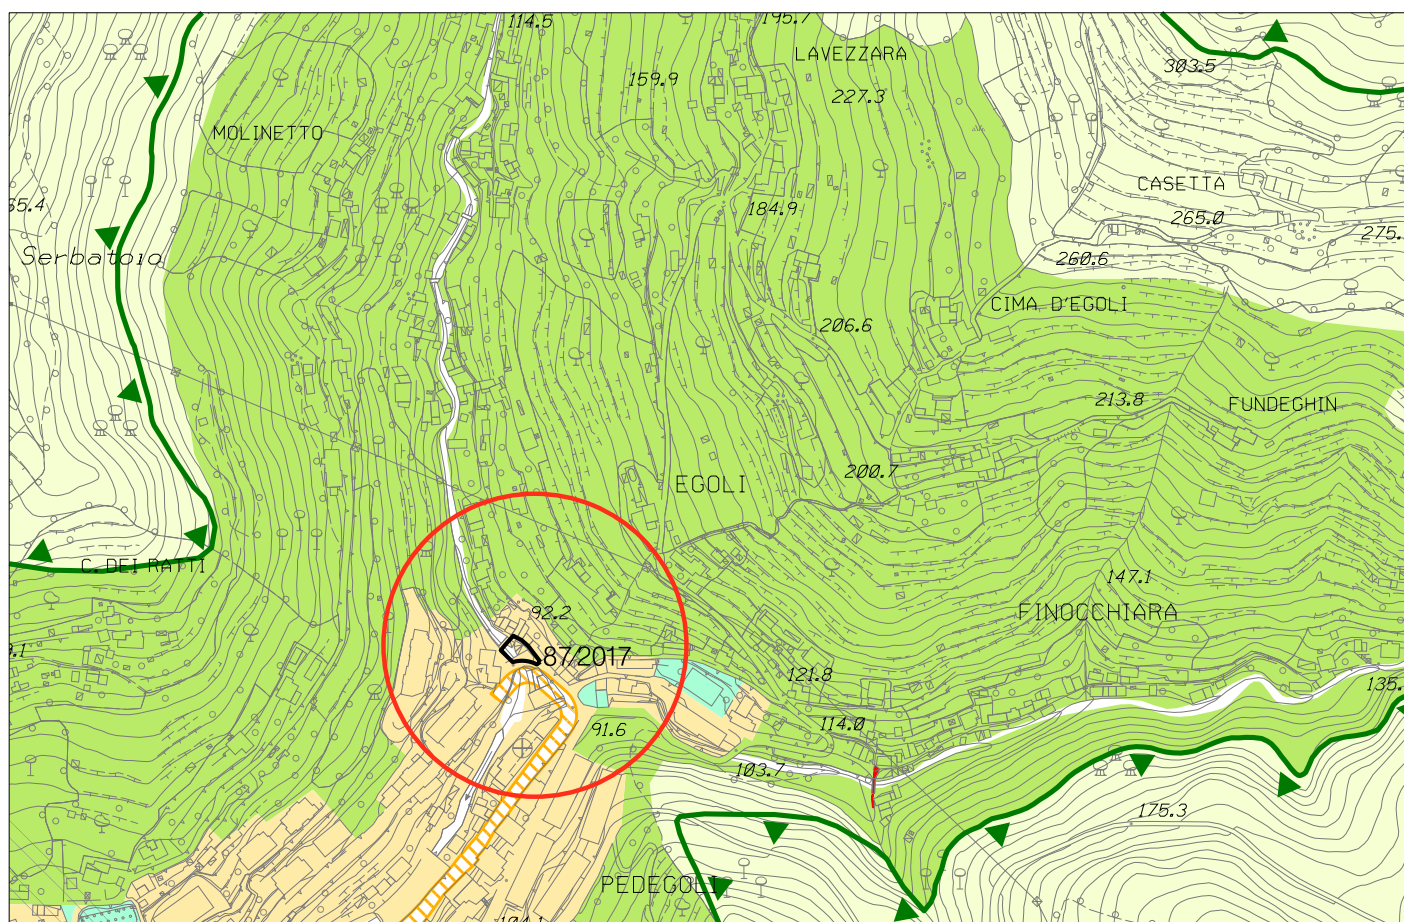 114.5
195.7
LAVEZZARA
303.5
159.9
227.3
MOLINETTO
CASETTA
184.9
265.0
Serbatoio
260.6
CIMA D'EGOLI
206.6
213.8
FUNDEGHIN
200.7
EGOLI
C. DEI RATTI
147.1
92.2
FINOCCHIARA
87/2017
121.8
91.6
114.0
103.7
175.3
PEDEGOLI
104.1